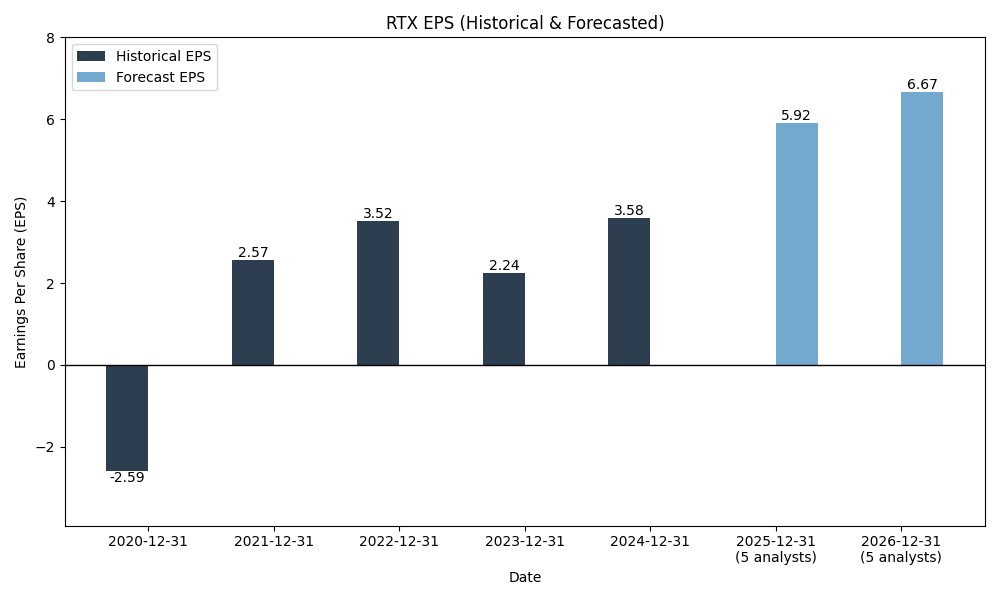 RTX EPS (Historical & Forecasted)
Historical EPS
Forecast EPS
Earnings Per Share (EPS)
8
6
4
2
0
−2
-2.59
2.57
3.52
2.24
3.58
5.92
6.67
2020-12-31
2021-12-31
2022-12-31
2023-12-31
2024-12-31
2025-12-31
(5 analysts)
2026-12-31
(5 analysts)
Date